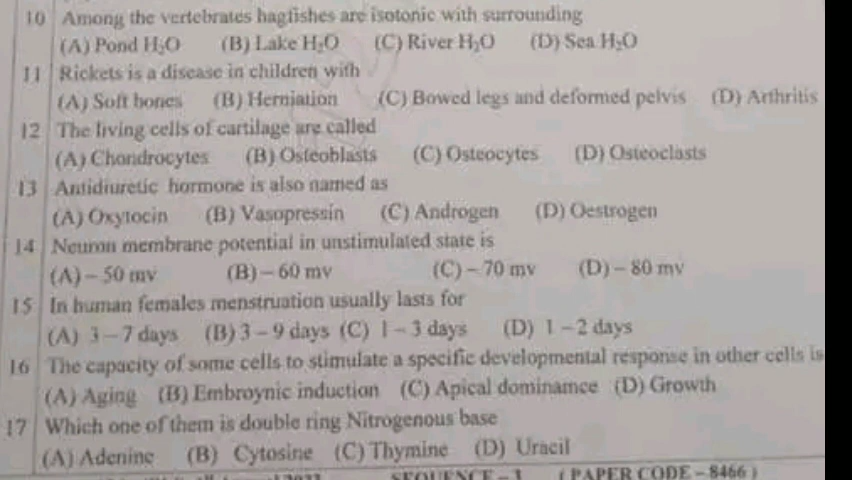 10 Among the vertebrates hagfishes are isotonic with surrounding
(A) Pond H₂O (B) Lake H₂O (C) River H₂O (D) Sea H₂O
11 Rickets is a disease in children with
(A) Soft bones (B) Herniation (C) Bowed legs and deformed pelvis (D) Arthritis
12 The living cells of cartilage are called
(A) Chondrocytes (B) Osteoblasts (C) Osteocytes (D) Osteoclasts
13 Antidiuretic hormone is also named as
(A) Oxytocin (B) Vasopressin (C) Androgen (D) Oestrogen
14 Neuron membrane potential in unstimulated state is
(A) – 50 mv (B) – 60 mv (C) – 70 mv (D) – 80 mv
15 In human females menstruation usually lasts for
(A) 3 – 7 days (B) 3 – 9 days (C) 1 – 3 days (D) 1 – 2 days
16 The capacity of some cells to stimulate a specific developmental response in other cells is
(A) Aging (B) Embroynic induction (C) Apical dominamce (D) Growth
17 Which one of them is double ring Nitrogenous base
(A) Adenine (B) Cytosine (C) Thymine (D) Uracil
SEQUENCE – 1 (PAPER CODE – 8466)